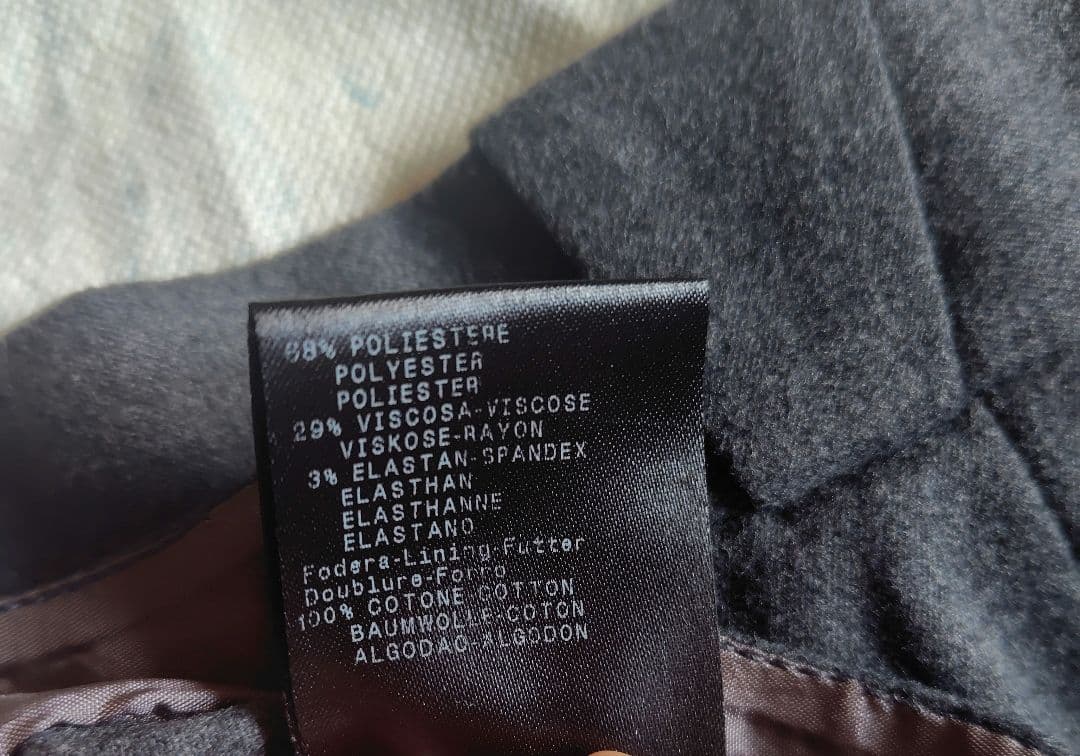 68% POLIESTERE
POLYESTER
POLIESTER
29% VISCOSA-VISCOSE
VISKOSE-RAYON
3% ELASTAN-SPANDEX
ELASTHAN
ELASTHANNE
ELASTANO
Fodera-Lining-Futter
Doublure-Forro
100% COTONE COTTON
BAUMWOLLE-COTON
ALGODAO-ALGODON